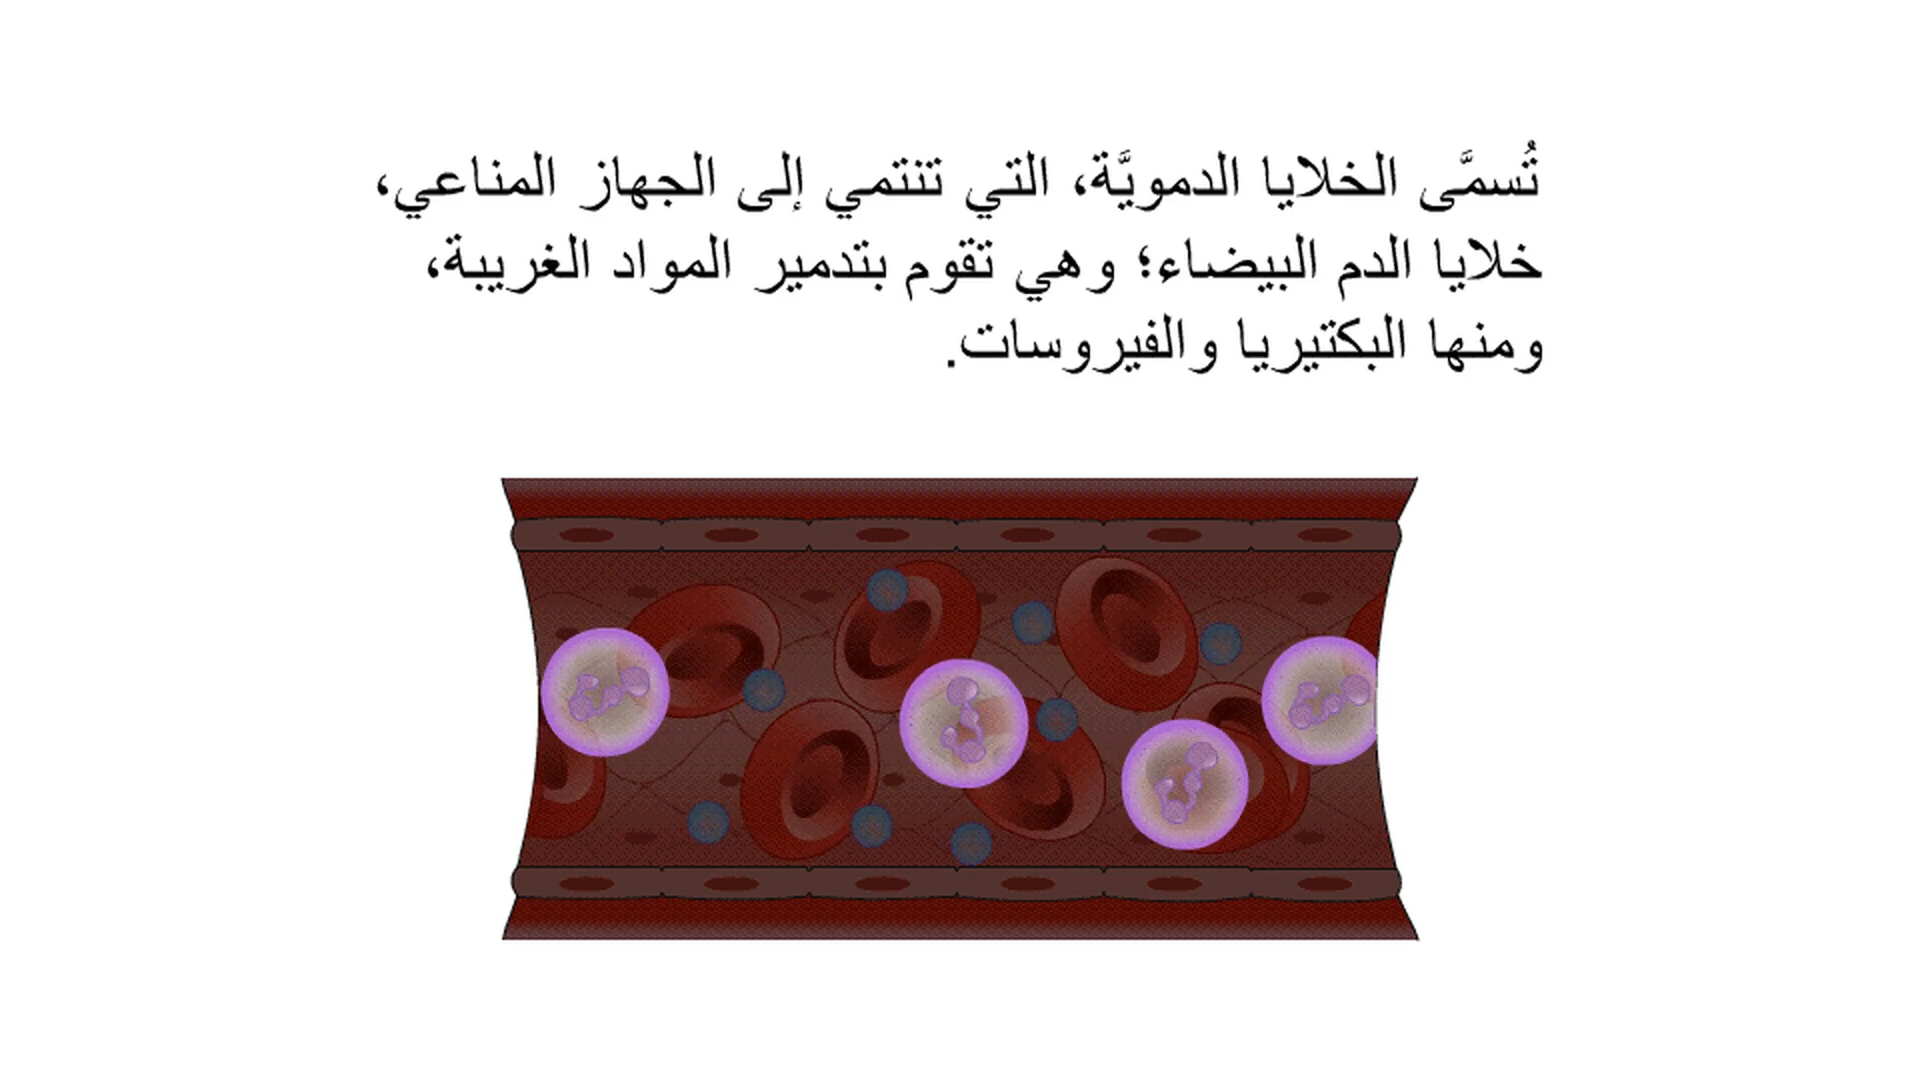 تُسمَّى الخلايا الدمويَّة، التي تنتمي إلى الجهاز المناعي،
خلايا الدم البيضاء؛ وهي تقوم بتدمير المواد الغريبة،
ومنها البكتيريا والفيروسات.